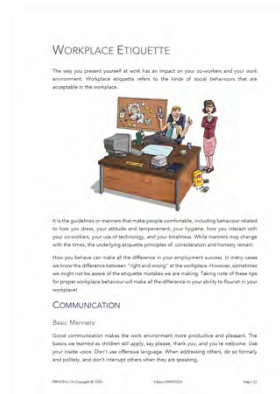 WORKPLACE ETIQUETTE
The way you present yourself at work has an impact on your co-workers and your work
environment. Workplace etiquette refers to the kinds of social behaviours that are
acceptable in the workplace.
It is the guidelines or manners that make people comfortable, including behaviour related
to how you dress, your attitude and temperament, your hygiene, how you interact with
your co-workers, your use of technology, and your timeliness. While manners may change
with the times, the underlying etiquette principles of, consideration and honesty remain.
How you behave can make all the difference in your employment success. In many cases
we know the difference between "right and wrong" at the workplace. However, sometimes
we might not be aware of the etiquette mistakes we are making. Taking note of these tips
for proper workplace behaviour will make all the difference in your ability to flourish in your
workplace!
COMMUNICATION
Basic Manners
Good communication makes the work environment more productive and pleasant. The
basics we learned as children still apply, say please, thank you, and you're welcome. Use
your inside voice. Don't use offensive language. When addressing others, do so formally
and politely, and don't interrupt others when they are speaking.